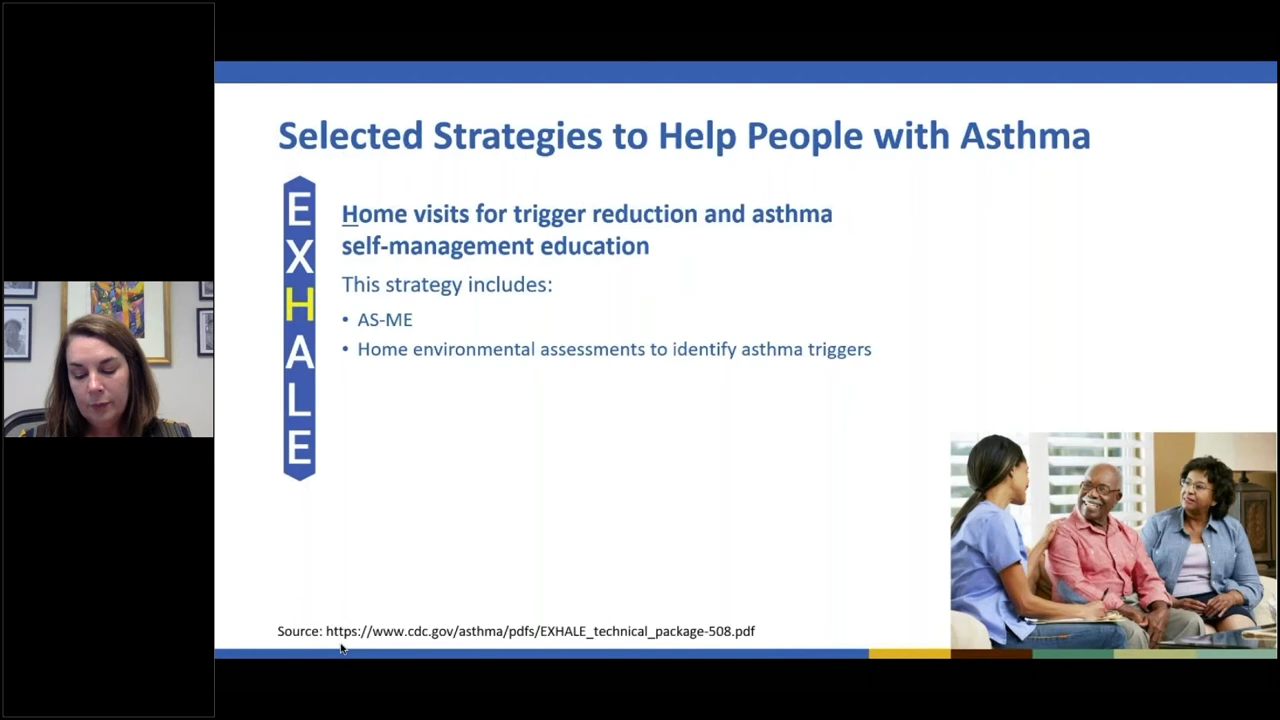 Selected Strategies to Help People with Asthma
E
X
H
A
L
E
Home visits for trigger reduction and asthma
self-management education
This strategy includes:
• AS-ME
• Home environmental assessments to identify asthma triggers
Source: https://www.cdc.gov/asthma/pdfs/EXHALE_technical_package-508.pdf